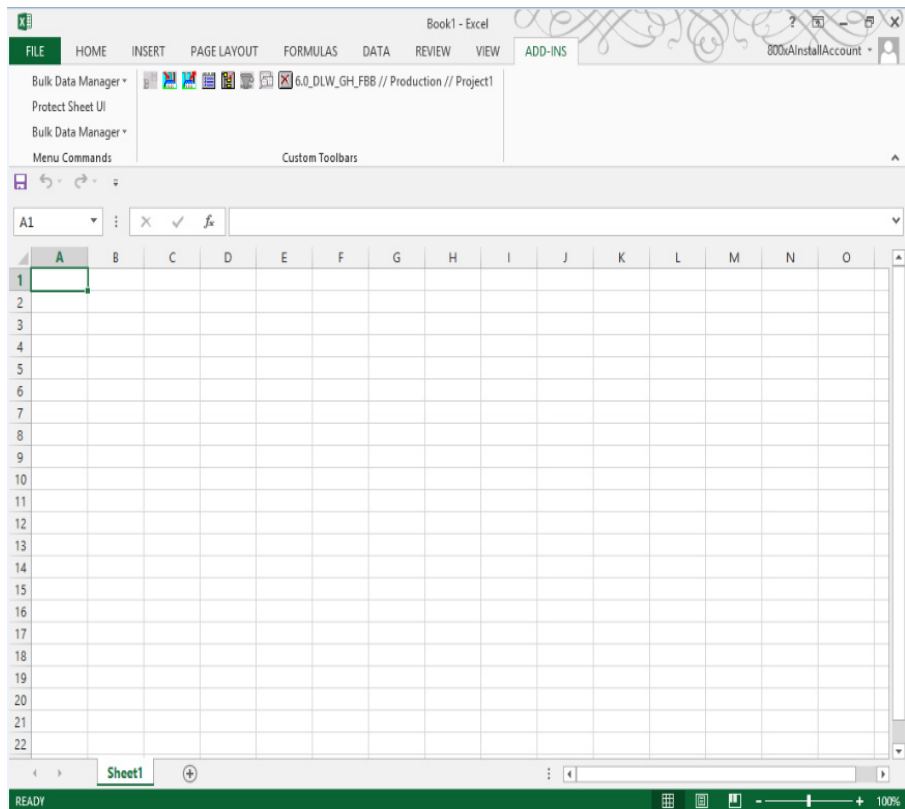 Book1 - Excel
?
FILE HOME INSERT PAGE LAYOUT FORMULAS DATA REVIEW VIEW ADD-INS 800xAInstallAccount
Bulk Data Manager 6.0_DLW_GH_FBB // Production // Project1
Protect Sheet UI
Bulk Data Manager
Menu Commands Custom Toolbars
A1 fx
A B C D E F G H I J K L M N O
1
2
3
4
5
6
7
8
9
10
11
12
13
14
15
16
17
18
19
20
21
22
Sheet1
READY 100%